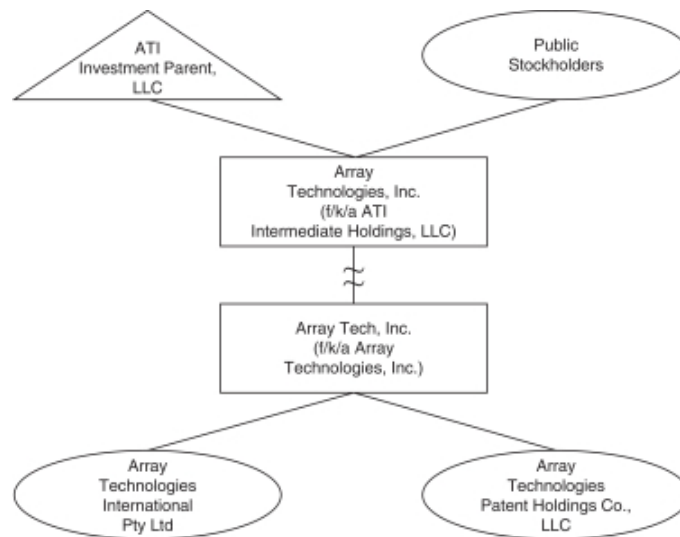 ATI
Investment Parent,
LLC
Public
Stockholders
Array
Technologies, Inc.
(f/k/a ATI
Intermediate Holdings, LLC)
Array Tech, Inc.
(f/k/a Array
Technologies, Inc.)
Array
Technologies
International
Pty Ltd
Array
Technologies
Patent Holdings Co.,
LLC